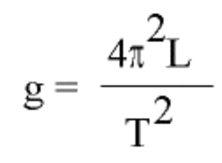 g = 4π²L / T²